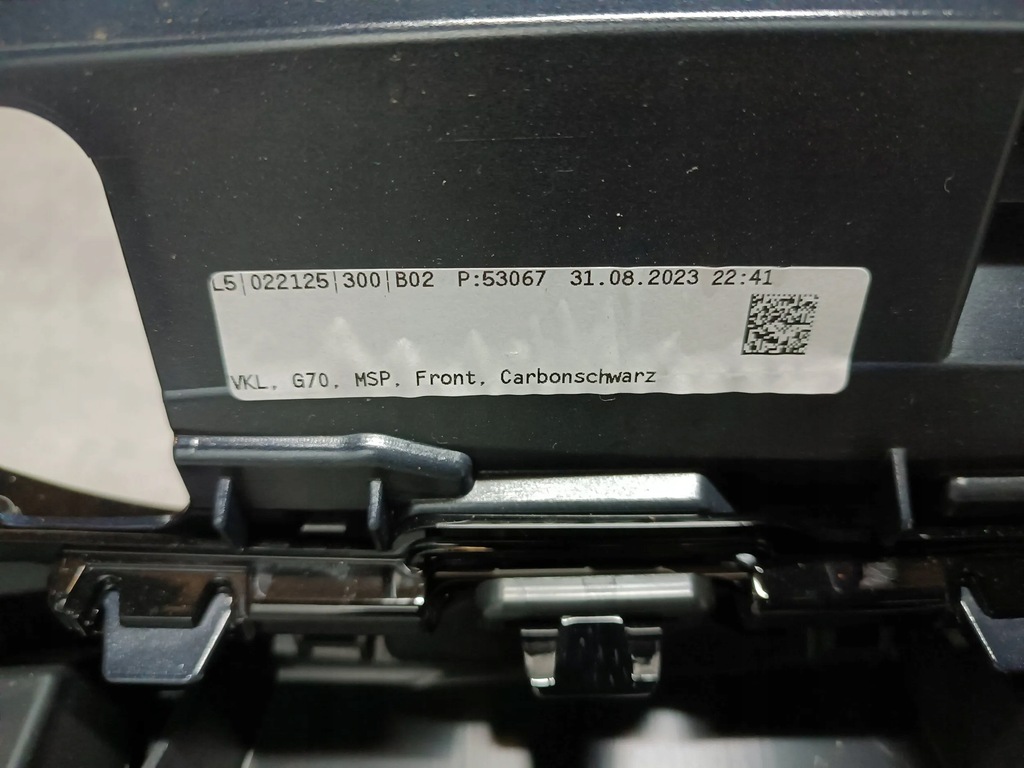 L5|022125|300|B02 P:53067 31.08.2023 22:41
VKL, G70, MSP, Front, Carbonschwarz